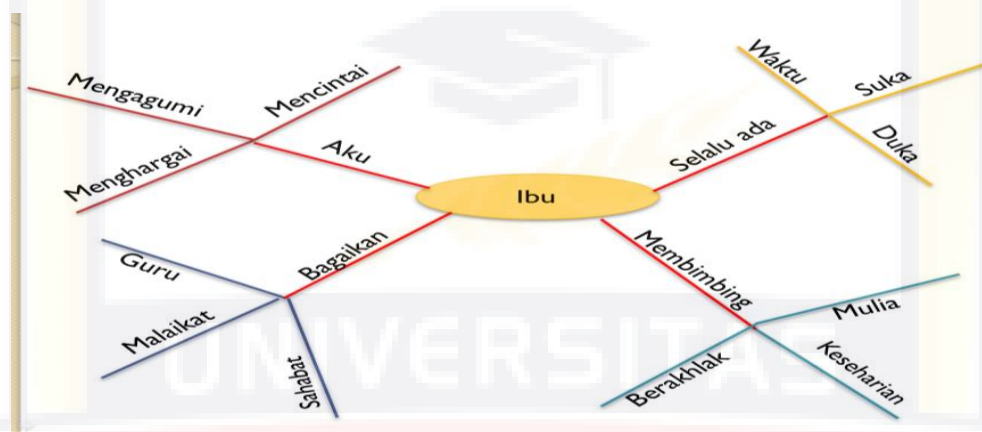 Mengagumi
Mencintai
Menghargai
Aku
Waktu
Suka
Duka
Selalu ada
Ibu
Bagaikan
Guru
Malaikat
Sahabat
Membimbing
Mulia
Keseharian
Berakhlak
UNIVERSITAS